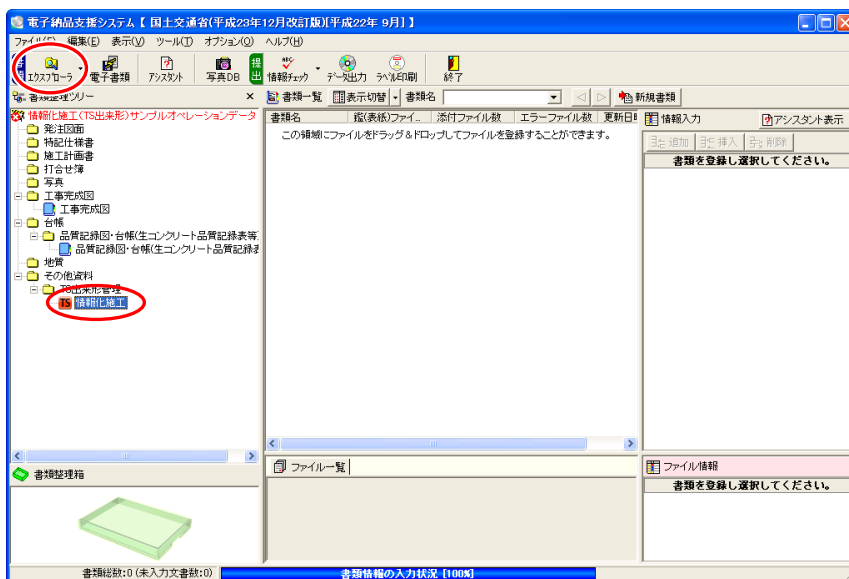 電子納品支援システム【 国土交通省(平成23年12月改訂版)[平成22年 9月] 】
ファイル(F) 編集(E) 表示(V) ツール(T) オプション(O) ヘルプ(H)
エクスプローラ 電子書類 アシスタント 写真DB 提出 情報チェック データ出力 ラベル印刷 終了
書類整理ツリー ×
書類一覧 表示切替 書類名 新規書類
情報化施工(TS出来形)サンプルオペレーションデータ
発注図面
特記仕様書
施工計画書
打合せ簿
写真
工事完成図
工事完成図
台帳
品質記録図・台帳(生コンクリート品質記録表等
品質記録図・台帳(生コンクリート品質記録表
地質
その他資料
TS出来形管理
TS 情報化施工
書類名 鑑(表紙)ファイ... 添付ファイル数 エラーファイル数 更新日
この領域にファイルをドラッグ&ドロップしてファイルを登録することができます。
情報入力 アシスタント表示
追加 挿入 削除
書類を登録し選択してください。
書類整理箱
ファイル一覧
ファイル情報
書類を登録し選択してください。
書類総数:0 (未入力文書数:0) 書類情報の入力状況 [100%]